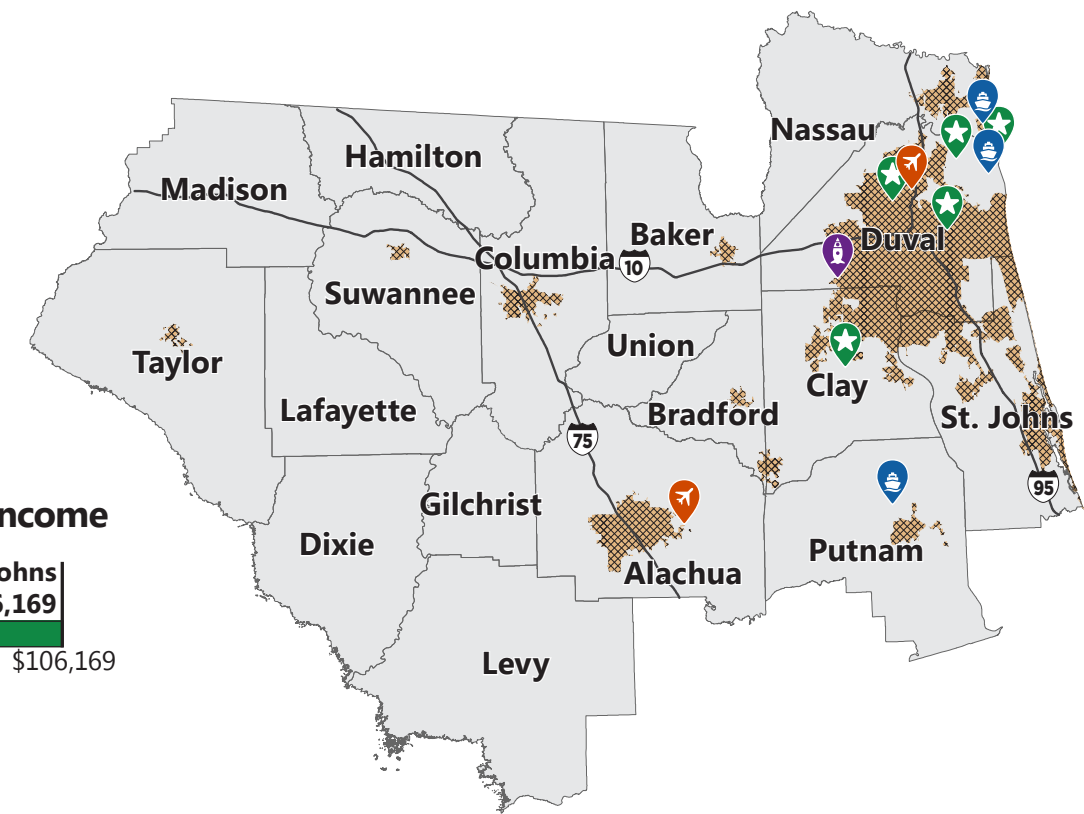 Nassau
Hamilton
Madison
Baker
Duval
Columbia
10
Suwannee
Union
Taylor
Clay
Lafayette
Bradford
St. Johns
75
95
Gilchrist
ncome
Dixie
Putnam
Alachua
ohns
,169
$106,169
Levy